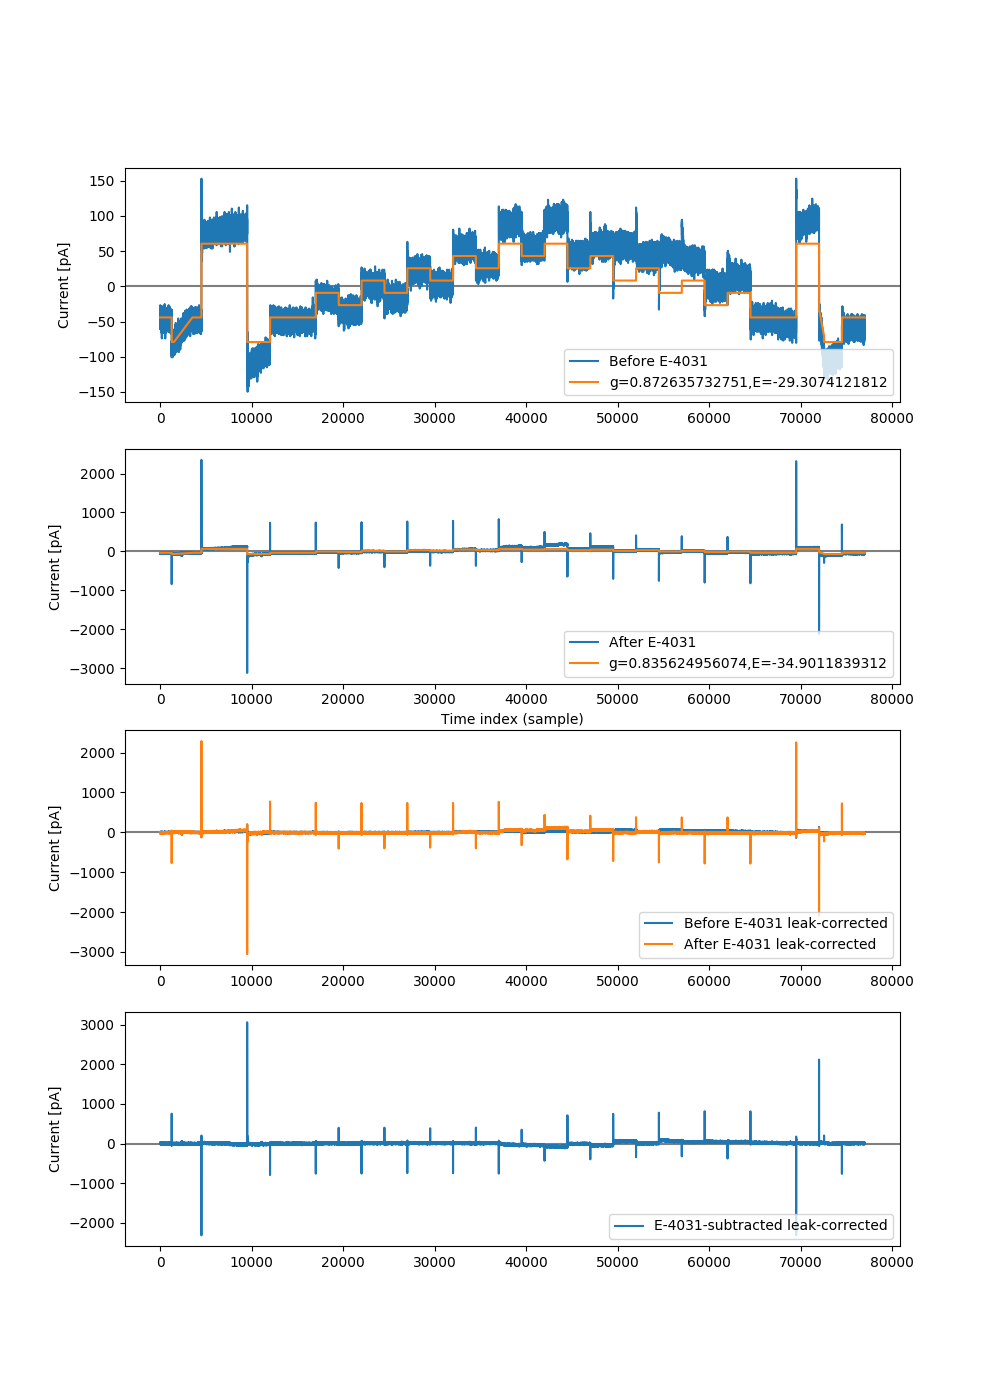 150
100
50
0
−50
−100
−150
Current [pA]
Before E-4031
g=0.872635732751,E=-29.3074121812
0 10000 20000 30000 40000 50000 60000 70000 80000
2000
1000
0
−1000
−2000
−3000
Current [pA]
After E-4031
g=0.835624956074,E=-34.9011839312
0 10000 20000 30000 40000 50000 60000 70000 80000
Time index (sample)
2000
1000
0
−1000
−2000
−3000
Current [pA]
Before E-4031 leak-corrected
After E-4031 leak-corrected
0 10000 20000 30000 40000 50000 60000 70000 80000
3000
2000
1000
0
−1000
−2000
Current [pA]
E-4031-subtracted leak-corrected
0 10000 20000 30000 40000 50000 60000 70000 80000